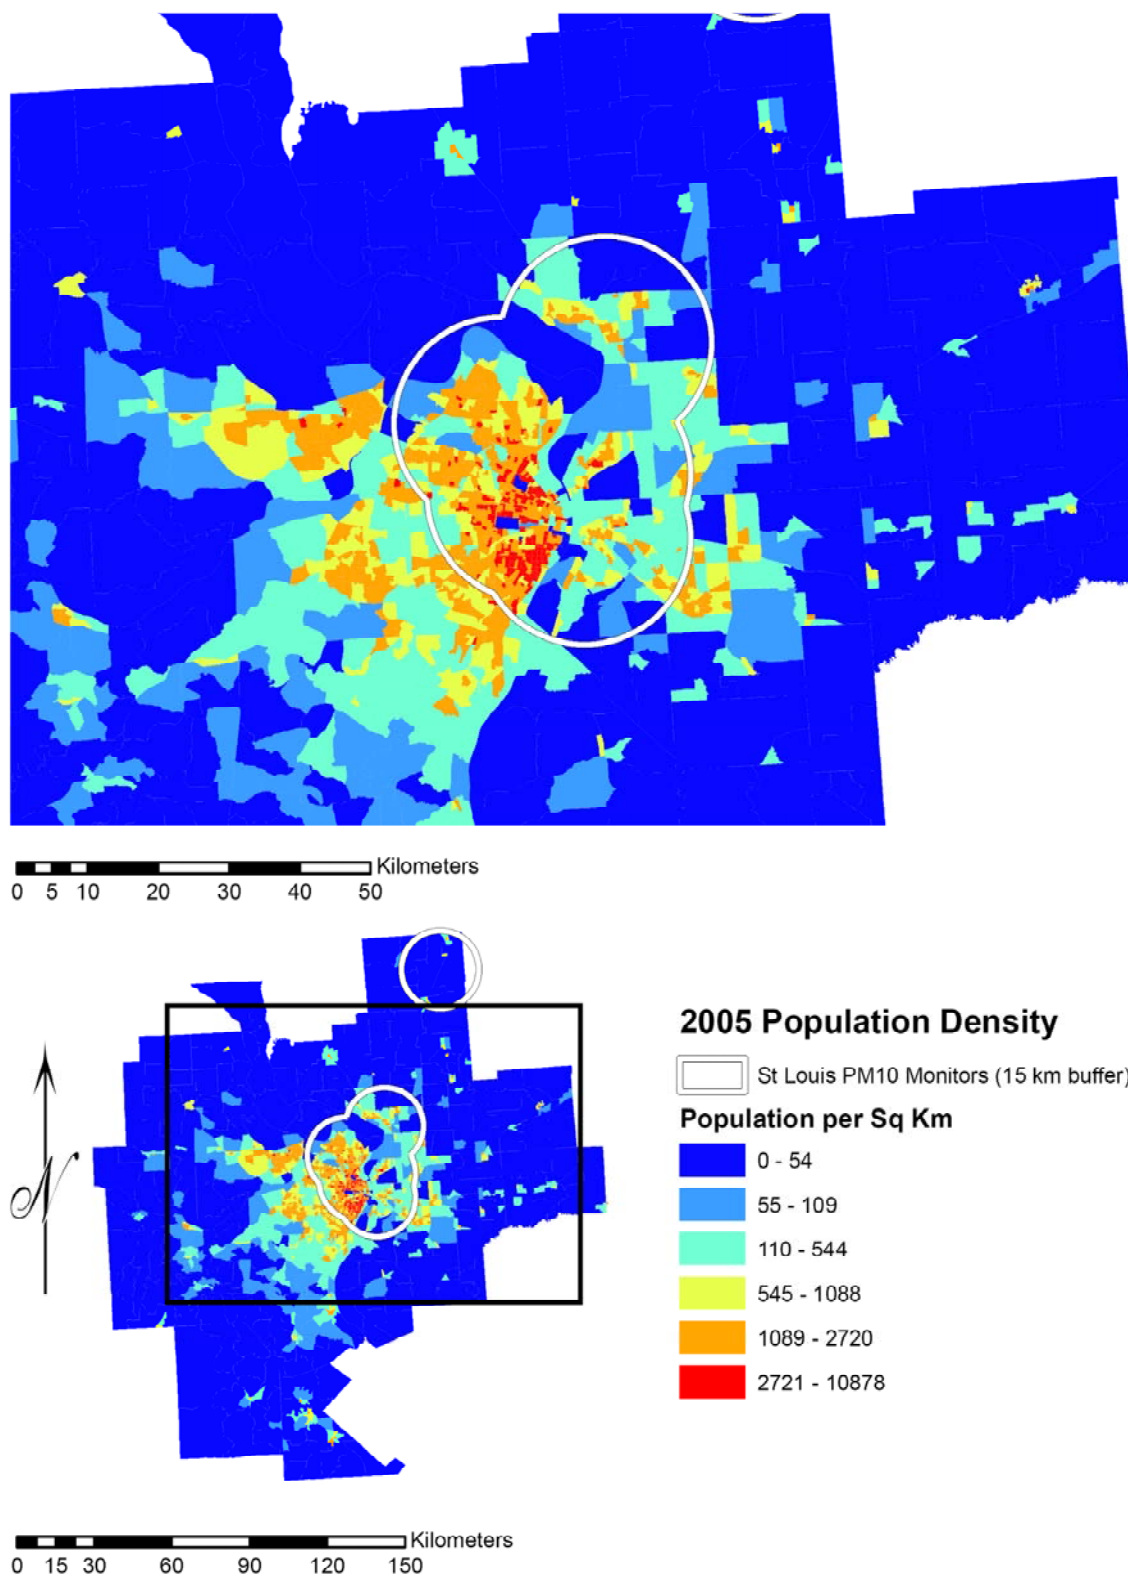 Kilometers
0 5 10 20 30 40 50
2005 Population Density
St Louis PM10 Monitors (15 km buffer)
Population per Sq Km
0 - 54
55 - 109
110 - 544
545 - 1088
1089 - 2720
2721 - 10878
N
Kilometers
0 15 30 60 90 120 150